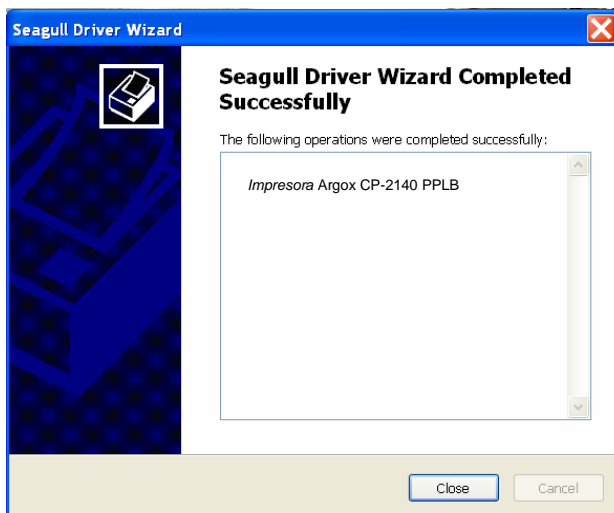 Seagull Driver Wizard
Seagull Driver Wizard Completed
Successfully
The following operations were completed successfully:
Impresora Argox CP-2140 PPLB
Close
Cancel